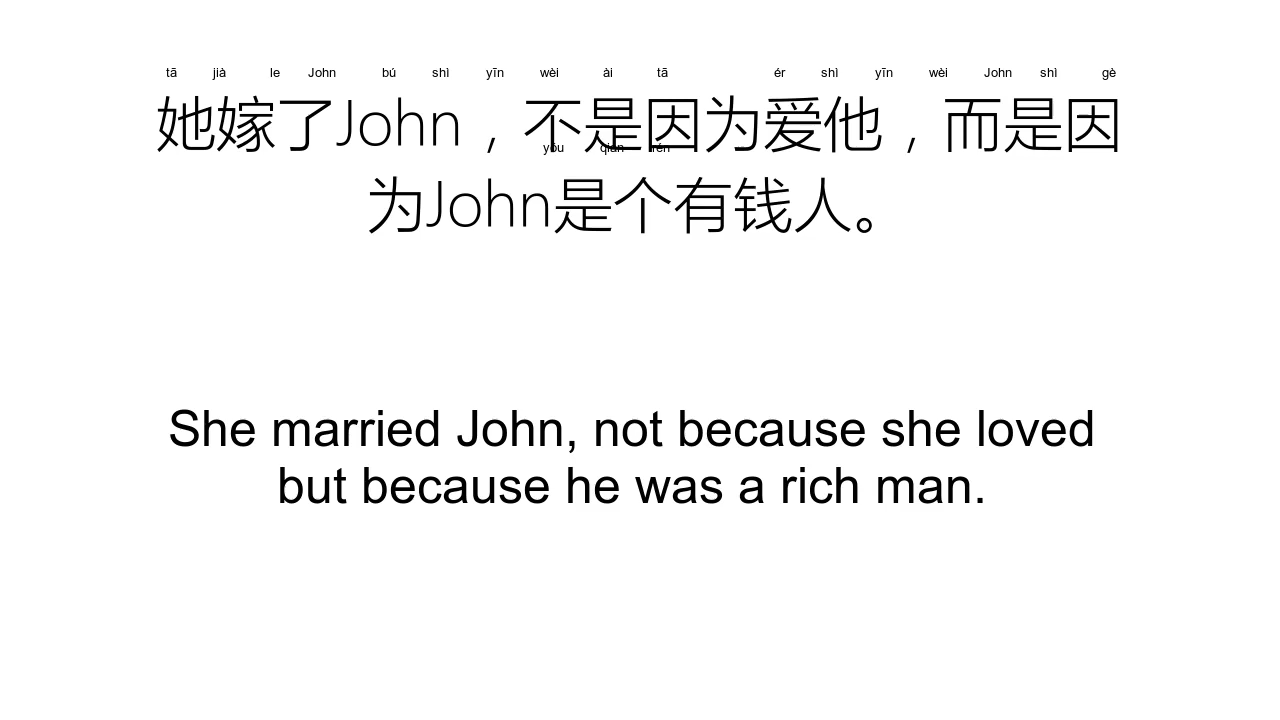 tā jià le John bú shì yīn wèi ài tā ér shì yīn wèi John shì gè
她嫁了John，不是因为爱他，而是因
yǒu qián rén
为John是个有钱人。
She married John, not because she loved
but because he was a rich man.